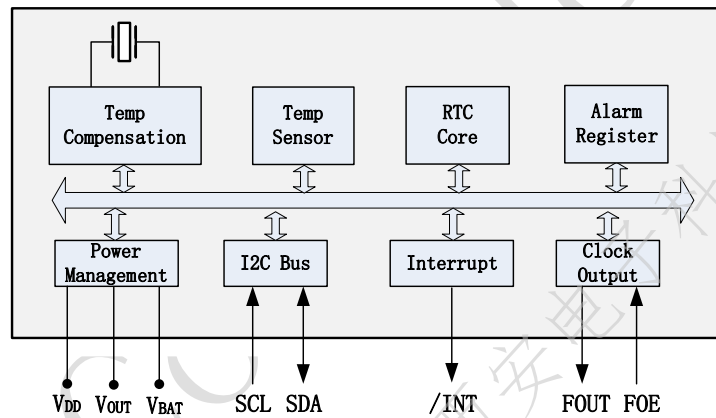 Temp
Compensation
Temp
Sensor
RTC
Core
Alarm
Register
Power
Management
I2C Bus
Interrupt
Clock
Output
VDD VOUT VBAT SCL SDA /INT FOUT FOE